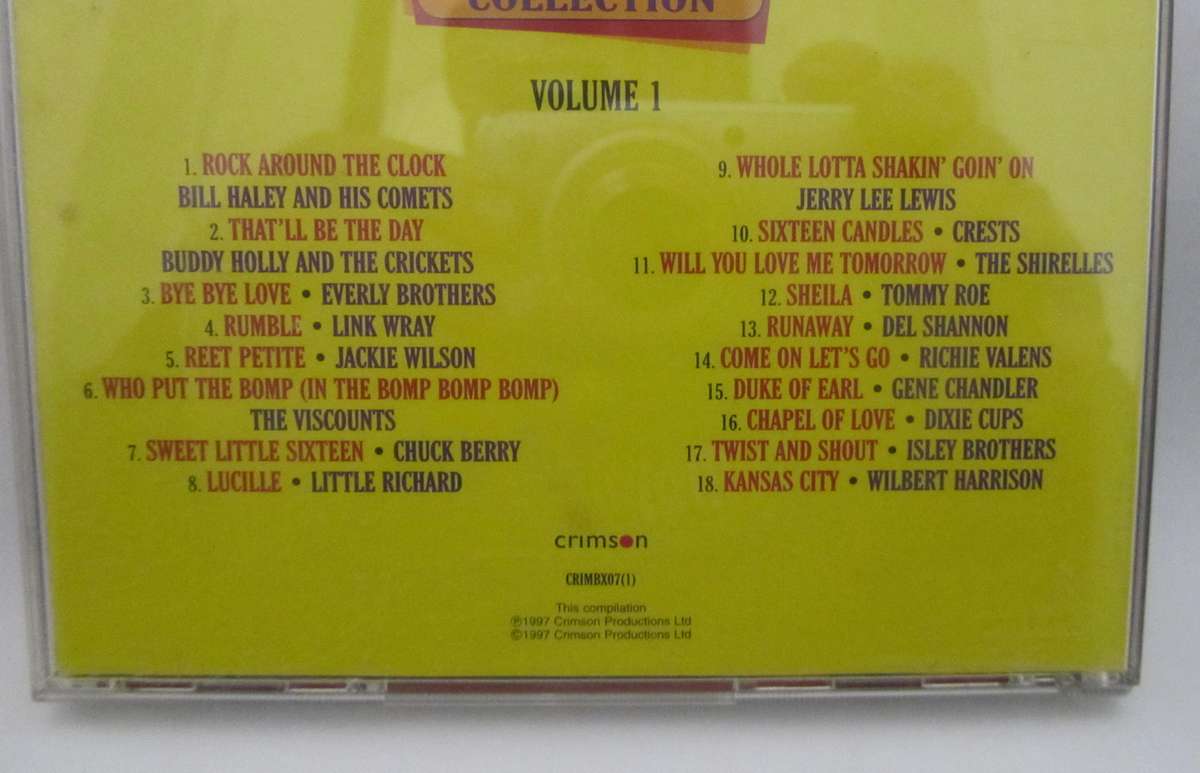 COLLECTION
VOLUME 1
1. ROCK AROUND THE CLOCK
BILL HALEY AND HIS COMETS
2. THAT'LL BE THE DAY
BUDDY HOLLY AND THE CRICKETS
3. BYE BYE LOVE • EVERLY BROTHERS
4. RUMBLE • LINK WRAY
5. REET PETITE • JACKIE WILSON
6. WHO PUT THE BOMP (IN THE BOMP BOMP BOMP)
THE VISCOUNTS
7. SWEET LITTLE SIXTEEN • CHUCK BERRY
8. LUCILLE • LITTLE RICHARD
9. WHOLE LOTTA SHAKIN' GOIN' ON
JERRY LEE LEWIS
10. SIXTEEN CANDLES • CRESTS
11. WILL YOU LOVE ME TOMORROW • THE SHIRELLES
12. SHEILA • TOMMY ROE
13. RUNAWAY • DEL SHANNON
14. COME ON LET'S GO • RICHIE VALENS
15. DUKE OF EARL • GENE CHANDLER
16. CHAPEL OF LOVE • DIXIE CUPS
17. TWIST AND SHOUT • ISLEY BROTHERS
18. KANSAS CITY • WILBERT HARRISON
crimson
CRIMBX07(1)
This compilation
℗1997 Crimson Productions Ltd
©1997 Crimson Productions Ltd